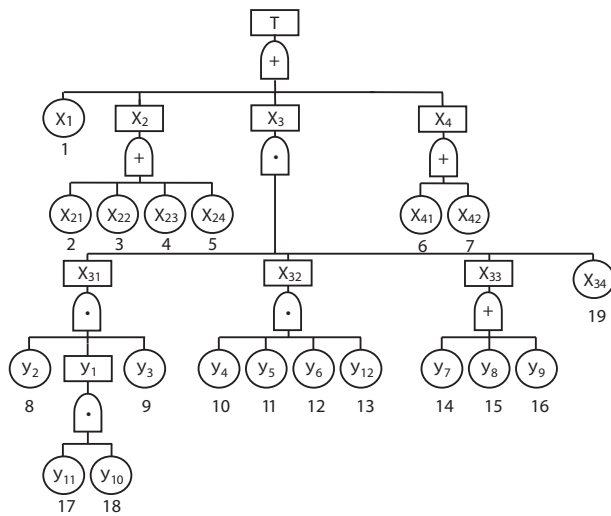 T
+
X1 X2 X3 X4
1 + · +
X21 X22 X23 X24 X41 X42
2 3 4 5 6 7
X31 X32 X33 X34
· · + 19
y2 y1 y3 y4 y5 y6 y12 y7 y8 y9
8 · 9 10 11 12 13 14 15 16
y11 y10
17 18